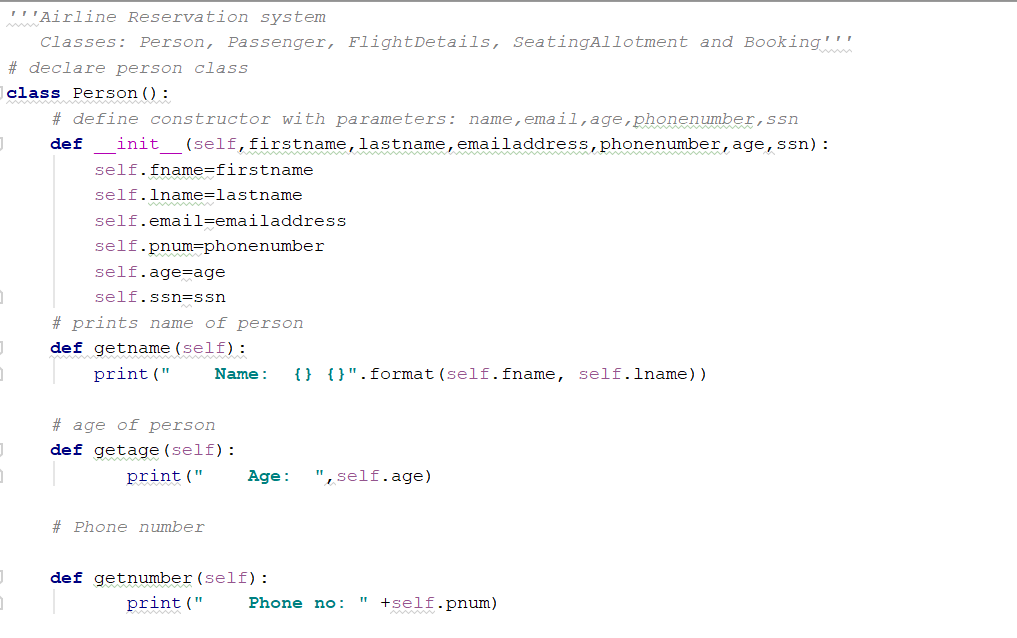 '''Airline Reservation system
   Classes: Person, Passenger, FlightDetails, SeatingAllotment and Booking'''
# declare person class
class Person():
    # define constructor with parameters: name,email,age,phonenumber,ssn
    def __init__(self,firstname,lastname,emailaddress,phonenumber,age,ssn):
        self.fname=firstname
        self.lname=lastname
        self.email=emailaddress
        self.pnum=phonenumber
        self.age=age
        self.ssn=ssn
    # prints name of person
    def getname(self):
        print("    Name:  {} {}".format(self.fname, self.lname))

    # age of person
    def getage(self):
           print("    Age:  ",self.age)

    # Phone number

    def getnumber(self):
           print("    Phone no: " +self.pnum)